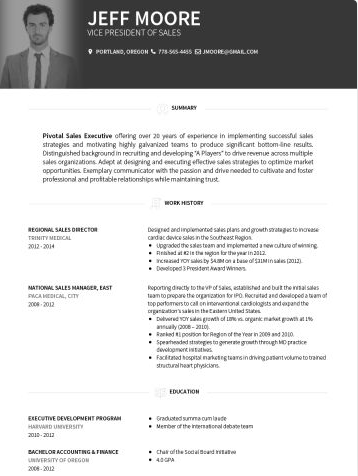 JEFF MOORE
VICE PRESIDENT OF SALES
PORTLAND, OREGON 778-565-4455 JMOORE@GMAIL.COM
SUMMARY
Pivotal Sales Executive offering over 20 years of experience in implementing successful sales
strategies and motivating highly galvanized teams to produce significant bottom-line results.
Distinguished background in recruiting and developing “A Players” to drive revenue across multiple
sales organizations. Adept at designing and executing effective sales strategies to optimize market
opportunities. Exemplary communicator with the passion and drive needed to cultivate and foster
professional and profitable relationships while maintaining trust.
WORK HISTORY
REGIONAL SALES DIRECTOR
TRINITY MEDICAL
2012 - 2014
Designed and implemented sales plans and growth strategies to increase
cardiac device sales in the Southeast Region.
• Upgraded the sales team and implemented a new culture of winning.
• Finished at #2 in the region for the year in 2012.
• Increased YOY sales by $4.8M on a base of $31M in sales (2012).
• Developed 3 President Award Winners.
NATIONAL SALES MANAGER, EAST
PACA MEDICAL, CITY
2008 - 2012
Reporting directly to the VP of Sales, established and built the initial sales
team to prepare the organization for IPO. Recruited and developed a team of
top performers to call on interventional cardiologists and expand the
organization's sales in the Eastern United States.
• Delivered YOY sales growth of 18% vs. organic market growth at 1%
annually (2008 – 2010).
• Ranked #1 position for Region of the Year in 2009 and 2010.
• Spearheaded strategies to generate growth through MD practice
development initiatives.
• Facilitated hospital marketing teams in driving patient volume to trained
structural heart physicians.
EDUCATION
EXECUTIVE DEVELOPMENT PROGRAM
HARVARD UNIVERSITY
2010 - 2012
• Graduated summa cum laude
• Member of the international debate team
BACHELOR ACCOUNTING & FINANCE
UNIVERSITY OF OREGON
2008 - 2012
• Chair of the Social Board Initiative
• 4.0 GPA